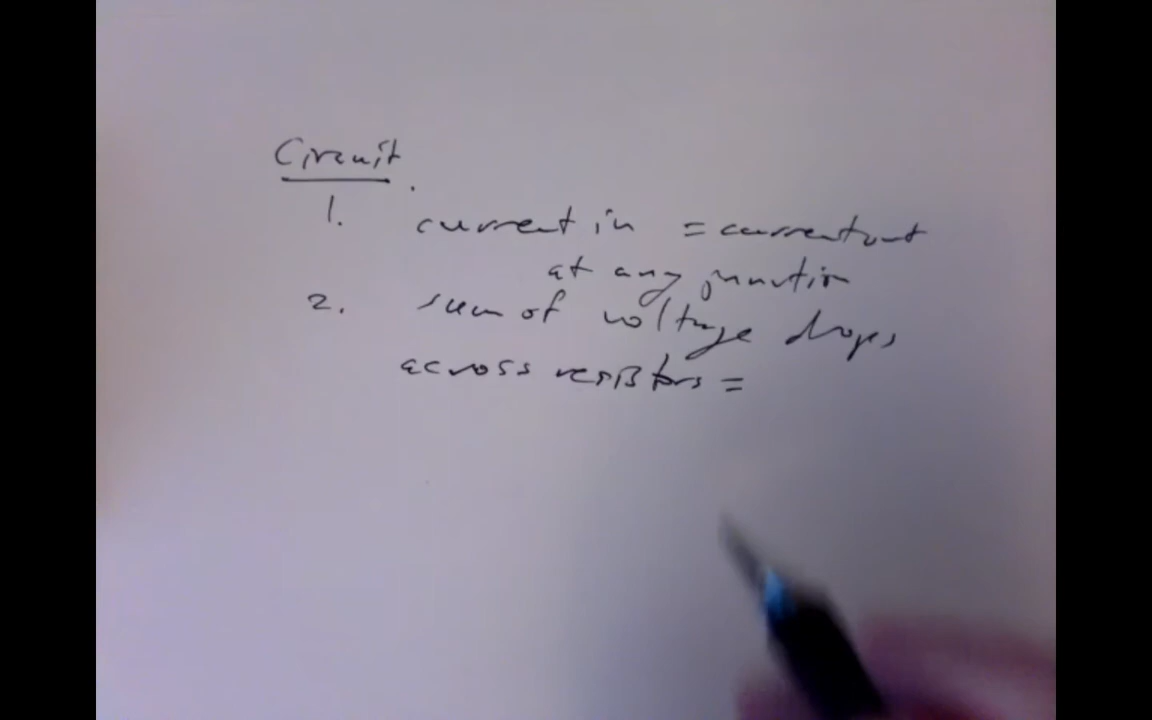 Circuit
1. current in = current out
at any junction
2. sum of voltage drops
across resistors =